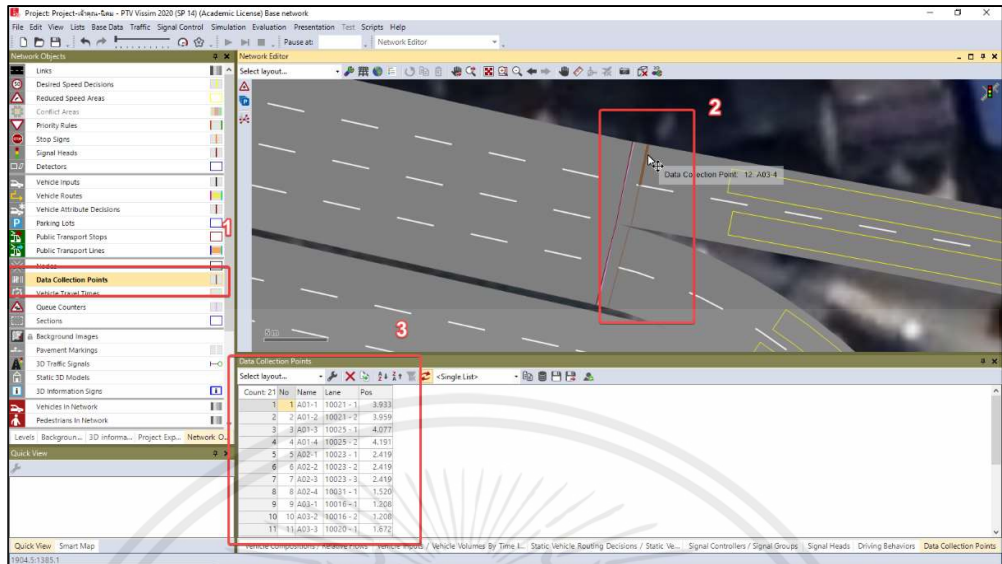 Project: Project-เจ้าคุณ-นิคม - PTV Vissim 2020 (SP 14) (Academic License) Base network
File Edit View Lists Base Data Traffic Signal Control Simulation Evaluation Presentation Test Scripts Help
Pause at: Network Editor
Network Objects
Links
Desired Speed Decisions
Reduced Speed Areas
Conflict Areas
Priority Rules
Stop Signs
Signal Heads
Detectors
Vehicle Inputs
Vehicle Routes
Vehicle Attribute Decisions
Parking Lots
Public Transport Stops
Public Transport Lines
Nodes
Data Collection Points
Vehicle Travel Times
Queue Counters
Sections
Background Images
Pavement Markings
3D Traffic Signals
Static 3D Models
3D Information Signs
Vehicles In Network
Pedestrians In Network
Levels Backgroun... 3D informa... Project Exp... Network O...
1
Quick View
Quick View Smart Map
1904.5:1385.1
Network Editor
Select layout...
2
Data Collection Point: 12: A03-4
5 m
3
Data Collection Points
Select layout... <Single List>
Count: 21 No Name Lane Pos
1 1 A01-1 10021 - 1 3.933
2 2 A01-2 10021 - 2 3.959
3 3 A01-3 10025 - 1 4.077
4 4 A01-4 10025 - 2 4.191
5 5 A02-1 10023 - 1 2.419
6 6 A02-2 10023 - 2 2.419
7 7 A02-3 10023 - 3 2.419
8 8 A02-4 10031 - 1 1.520
9 9 A03-1 10016 - 1 1.208
10 10 A03-2 10016 - 2 1.208
11 11 A03-3 10020 - 1 1.672
Vehicle Compositions / Relative Flows Vehicle Inputs / Vehicle Volumes By Time I... Static Vehicle Routing Decisions / Static Ve... Signal Controllers / Signal Groups Signal Heads Driving Behaviors Data Collection Points